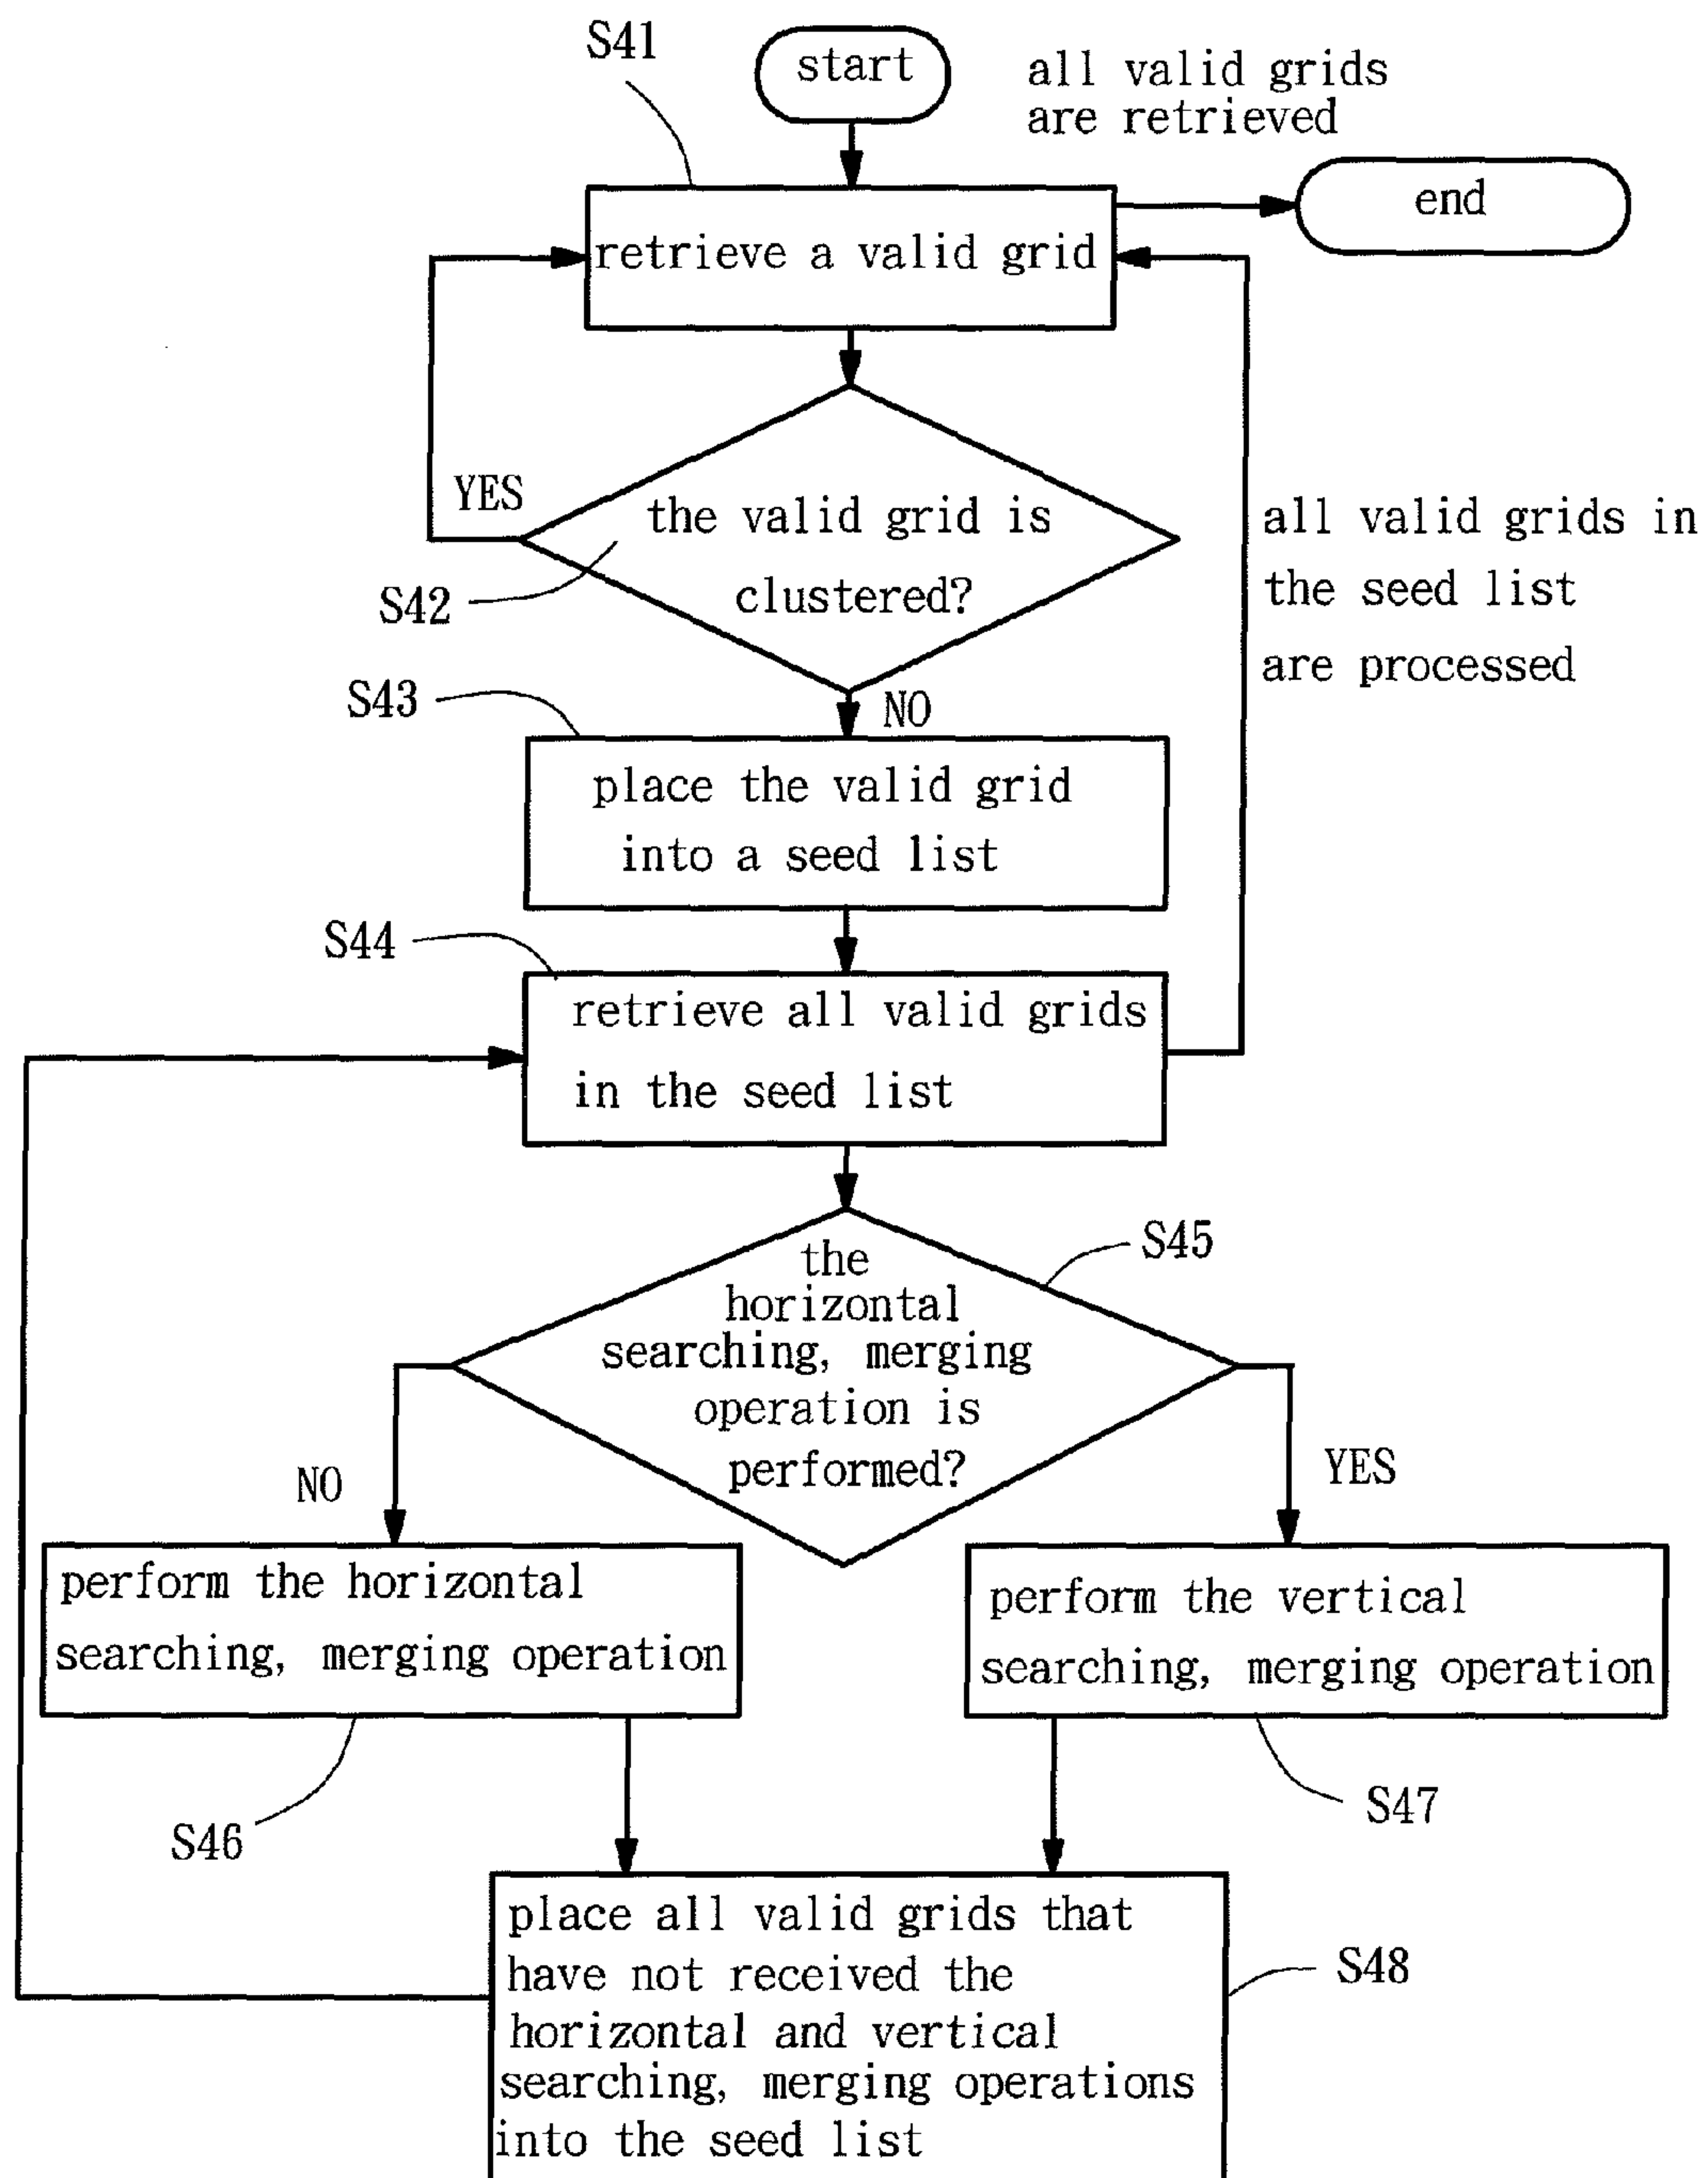 S41
start
all valid grids
are retrieved
end
retrieve a valid grid
YES
the valid grid is
clustered?
S42
all valid grids in
the seed list
are processed
S43
NO
place the valid grid
into a seed list
S44
retrieve all valid grids
in the seed list
S45
the
horizontal
searching, merging
operation is
performed?
NO
YES
perform the horizontal
searching, merging operation
perform the vertical
searching, merging operation
S46
S47
place all valid grids that
have not received the
horizontal and vertical
searching, merging operations
into the seed list
S48